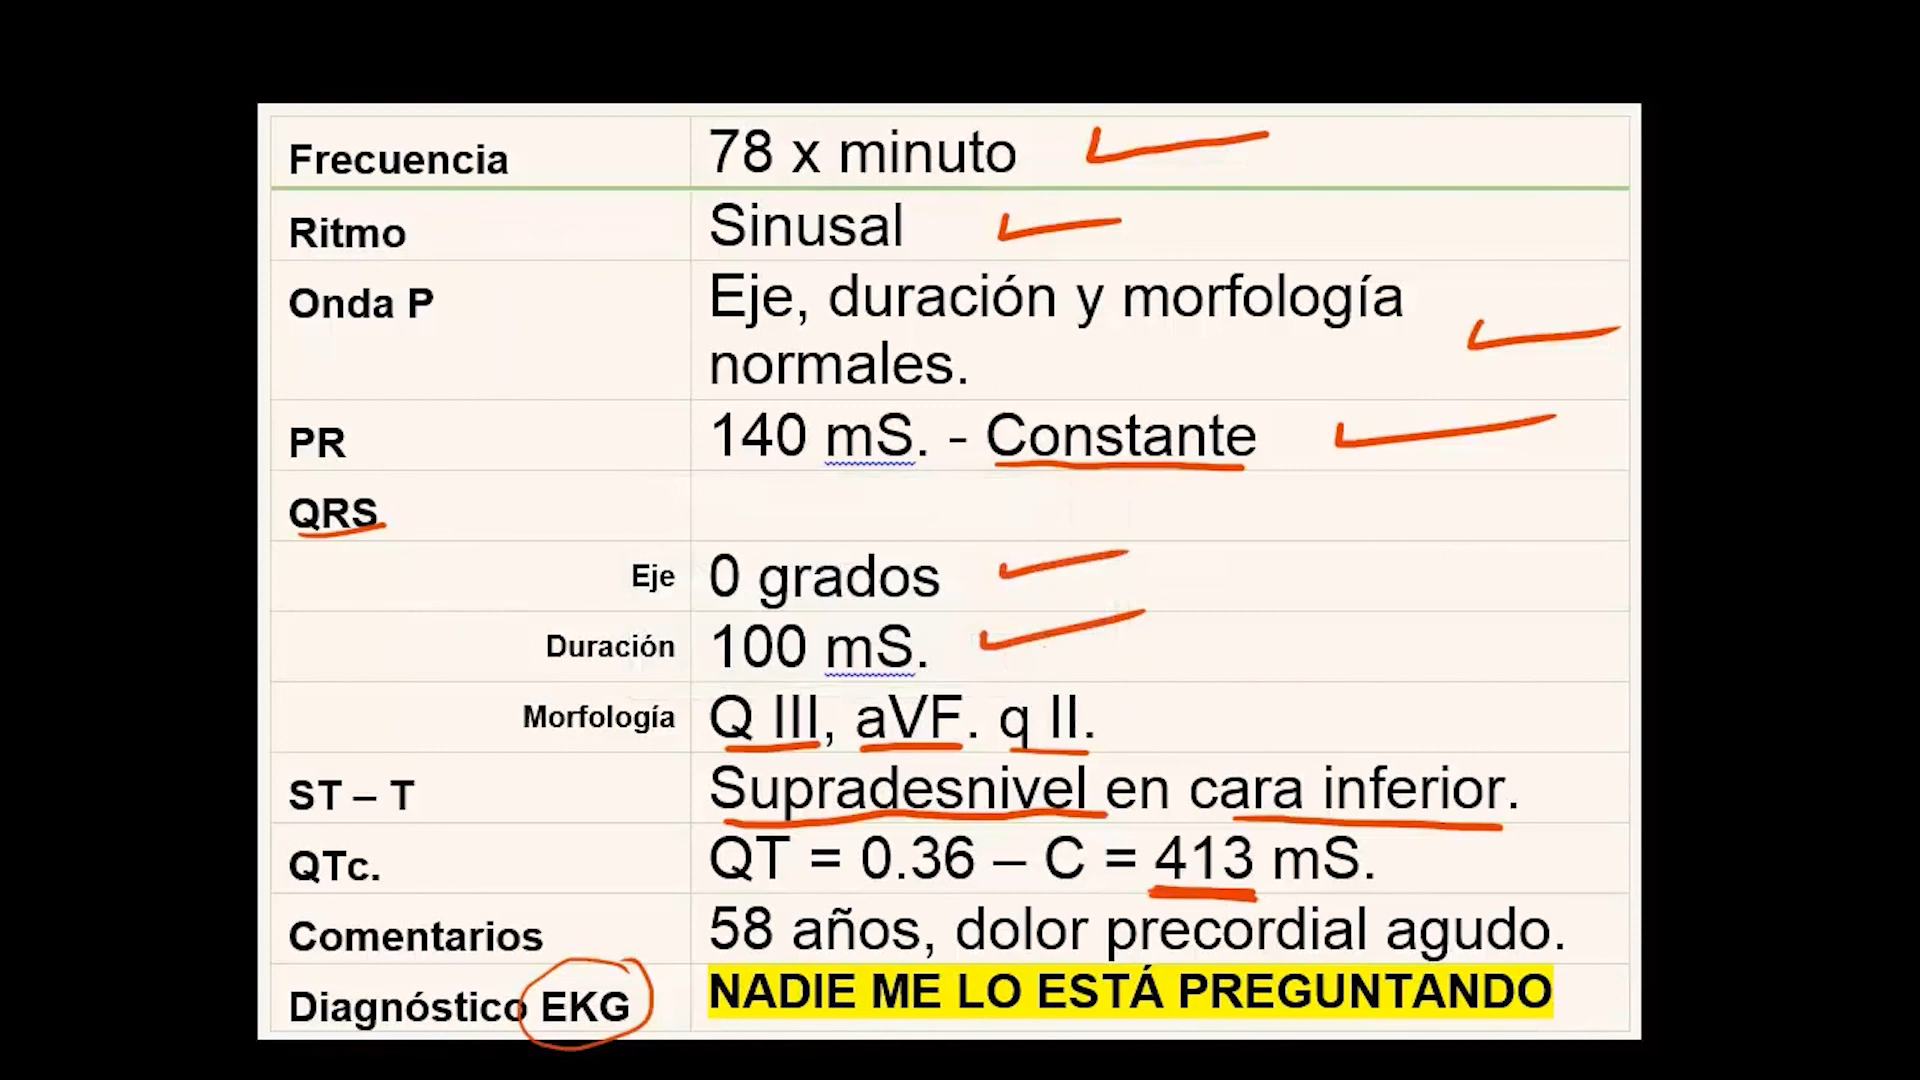 Frecuencia 78 x minuto
Ritmo Sinusal
Onda P Eje, duración y morfología
normales.
PR 140 mS. - Constante
QRS
Eje 0 grados
Duración 100 mS.
Morfología Q III, aVF. q II.
ST – T Supradesnivel en cara inferior.
QTc. QT = 0.36 – C = 413 mS.
Comentarios 58 años, dolor precordial agudo.
Diagnóstico EKG NADIE ME LO ESTÁ PREGUNTANDO